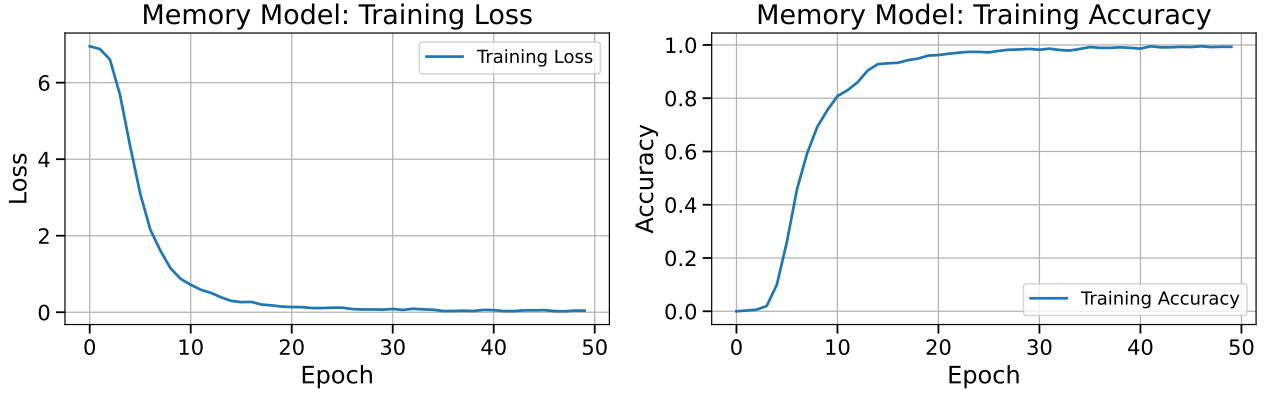 Memory Model: Training Loss
Training Loss
6
4
2
0
Loss
0 10 20 30 40 50
Epoch
Memory Model: Training Accuracy
1.0
0.8
0.6
0.4
0.2
0.0
Accuracy
Training Accuracy
0 10 20 30 40 50
Epoch